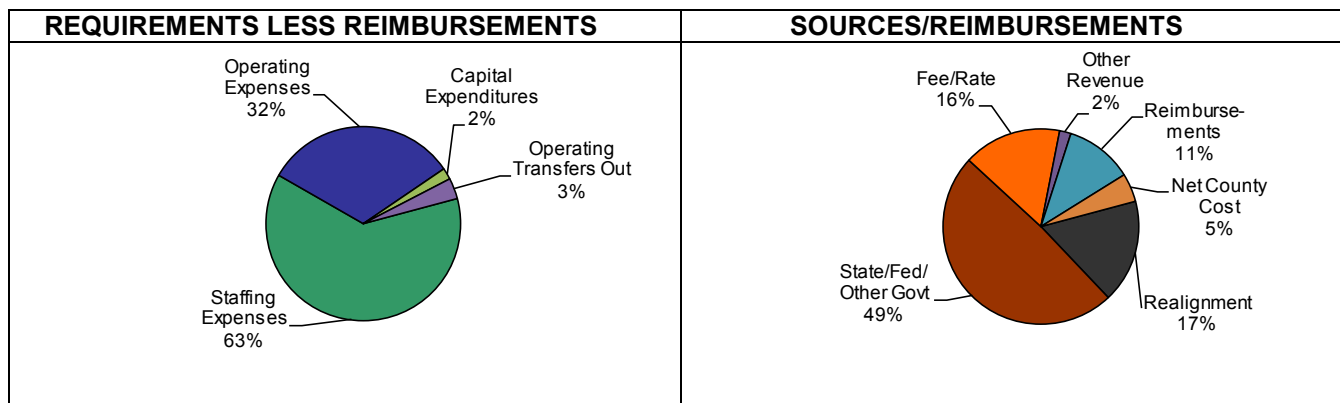 REQUIREMENTS LESS REIMBURSEMENTS
Operating
Expenses
32%
Capital
Expenditures
2%
Operating
Transfers Out
3%
Staffing
Expenses
63%
SOURCES/REIMBURSEMENTS
Fee/Rate
16%
Other
Revenue
2%
Reimburse-
ments
11%
Net County
Cost
5%
Realignment
17%
State/Fed/
Other Govt
49%